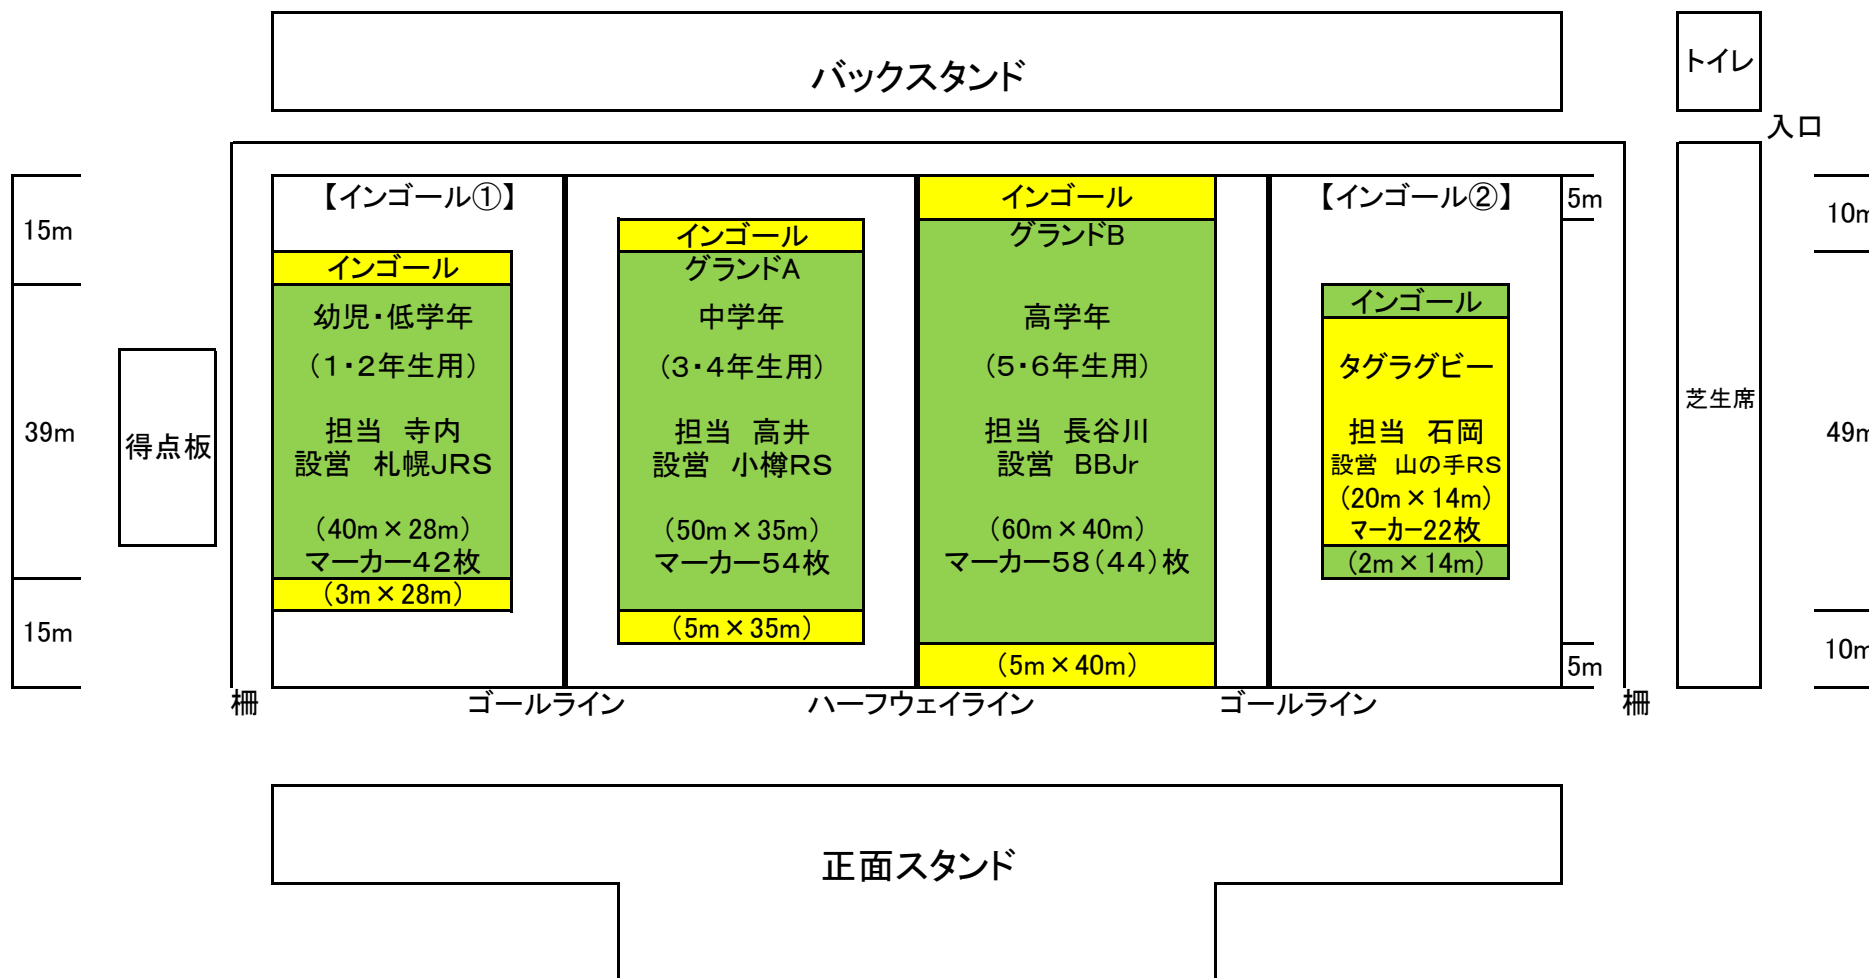 バックスタンド
トイレ
入口
15m
39m
15m
得点板
【インゴール①】
インゴール
幼児・低学年
(1・2年生用)
担当 寺内
設営 札幌JRS
(40m×28m)
マーカー42枚
(3m×28m)
インゴール
グランドA
中学年
(3・4年生用)
担当 高井
設営 小樽RS
(50m×35m)
マーカー54枚
(5m×35m)
インゴール
グランドB
高学年
(5・6年生用)
担当 長谷川
設営 BBJr
(60m×40m)
マーカー58(44)枚
(5m×40m)
【インゴール②】
インゴール
タグラグビー
担当 石岡
設営 山の手RS
(20m×14m)
マーカー22枚
(2m×14m)
5m
5m
芝生席
10m
49m
10m
柵
ゴールライン
ハーフウェイライン
ゴールライン
柵
正面スタンド